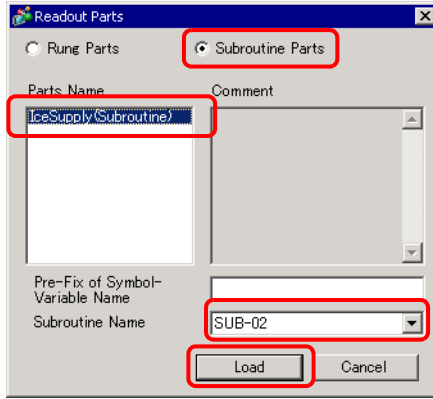 Readout Parts
Rung Parts Subroutine Parts
Parts Name Comment
IceSupply(Subroutine)
Pre-Fix of Symbol-
Variable Name
Subroutine Name SUB-02
Load Cancel